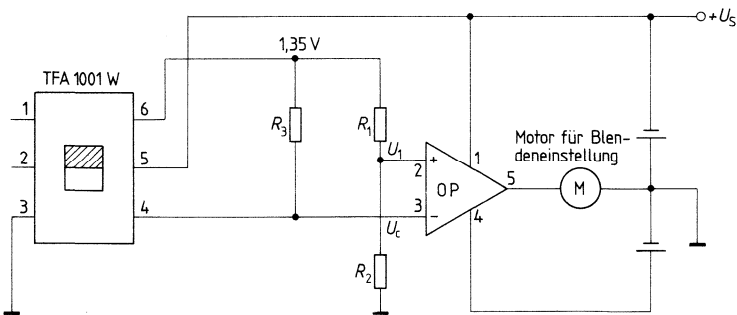 +U_S
1,35 V
TFA 1001 W
1
6
R_3
R_1
Motor für Blen-
deneinstellung
U_1
+
2
1
2
5
OP
5
M
3
4
U_c
3
–
4
R_2